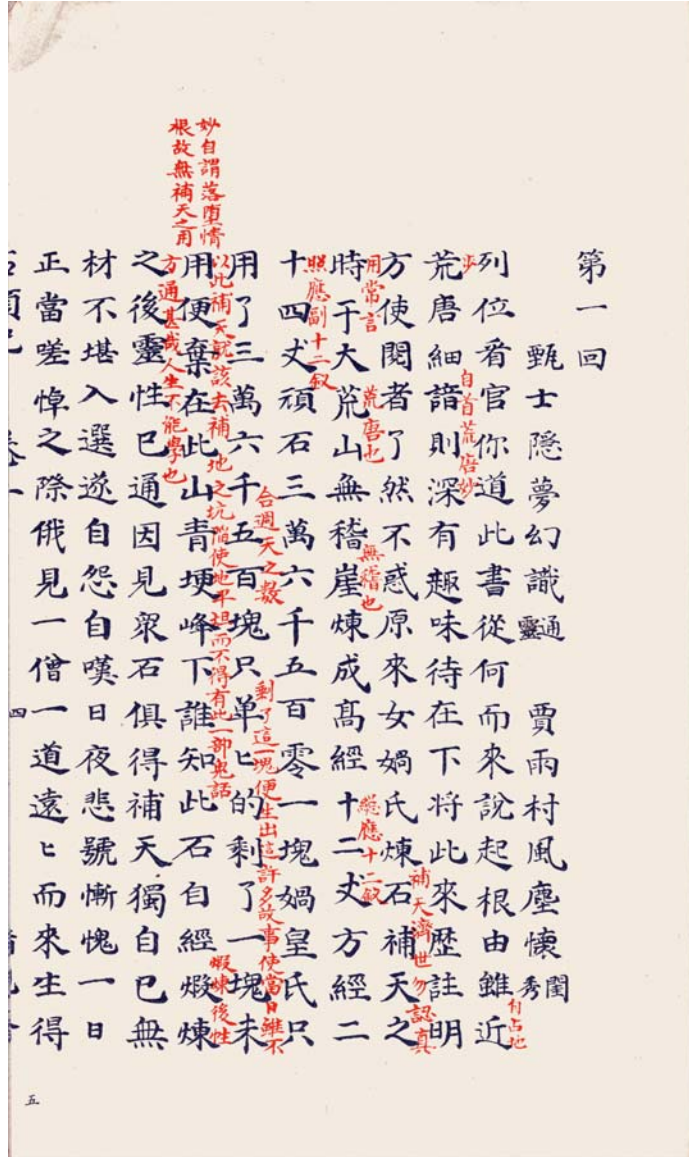 第一回
甄士隱夢幻識通靈 賈雨村風塵懷閨秀
列位看官你道此書從何而來說起根由雖近
付占地
步
自首荒唐妙
荒唐細諳則深有趣味待在下將此來歷註明
補天濟世勿認真
用常言
方使閱者了然不惑原來女媧氏煉石補天之
荒唐也
無稽也
總應十二釵
時于大荒山無稽崖煉成高經十二丈方經二
照應副十二釵
十四丈頑石三萬六千五百零一塊媧皇氏只
合週天之數
用了三萬六千五百塊只單ヒ的剩了一塊未
剩了這一塊便生出這許多故事使當日雖不
以此補天就該去補地之坑陷使地平坦而不得有此一部鬼話
妙自謂落墮情
根故無補天之用
用便棄在此山青埂峰下誰知此石自經煆煉
煆煉後性
方通甚哉人生不能學也
之後靈性已通因見衆石俱得補天獨自己無
材不堪入選遂自怨自嘆日夜悲號慚愧一日
正當嗟悼之際俄見一僧一道遠ヒ而來生得
四
五